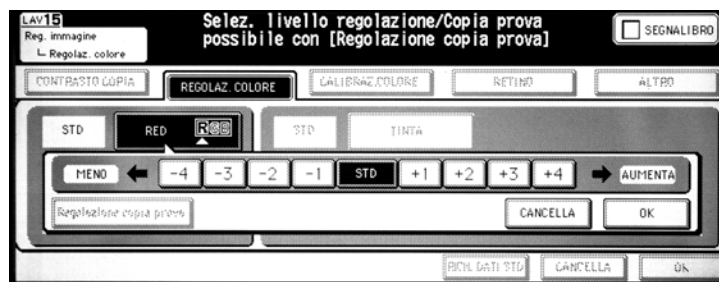 LAV15
Reg. immagine
Regolaz. colore
Selez. livello regolazione/Copia prova
possibile con [Regolazione copia prova]
SEGNALIBRO
CONTRASTO COPIA
REGOLAZ. COLORE
CALIBRAZ.COLORE
RETINO
ALTRO
STD
RED
RGB
STD
TINTA
MENO
-4
-3
-2
-1
STD
+1
+2
+3
+4
AUMENTA
Regolazione copia prova
CANCELLA
OK
RICH. DATI STD
CANCELLA
OK